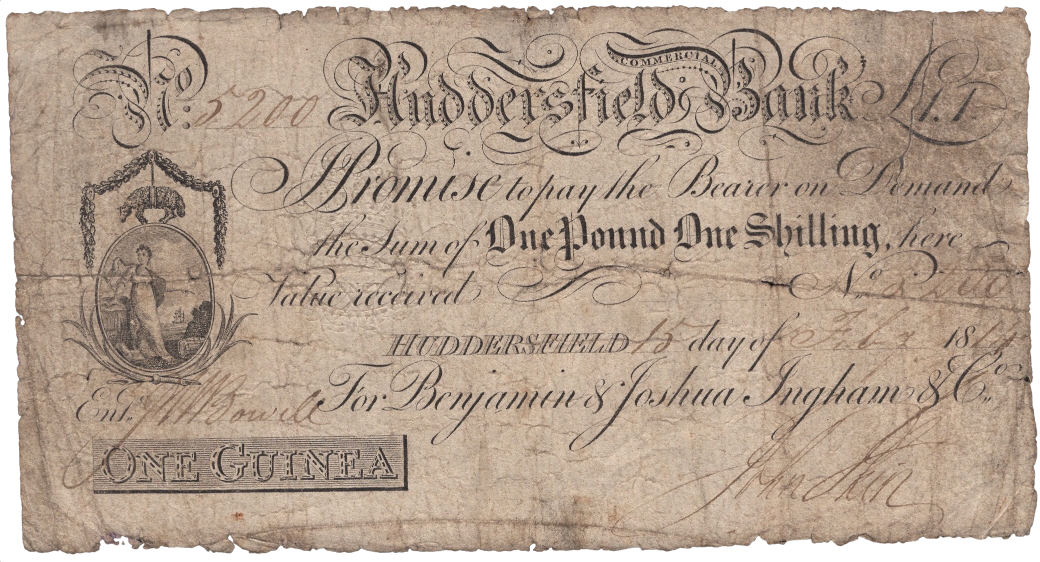 No: 5200 Huddersfield COMMERCIAL Bank £1.1
I Promise to pay the Bearer on Demand
the Sum of One Pound One Shilling, here
Value received No 5200
HUDDERSFIELD 15 day of Feby 1814
Entd. For Benjamin & Joshua Ingham & Co.
ONE GUINEA